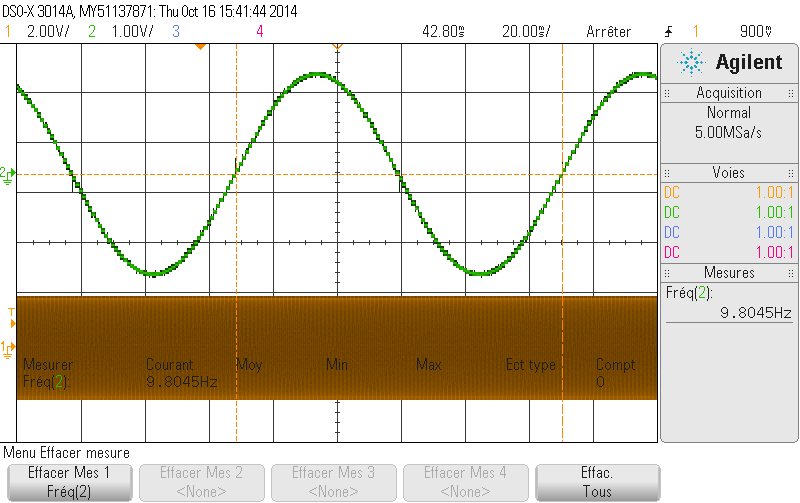 DSO-X 3014A, MY51137871: Thu Oct 16 15:41:44 2014
1 2.00V/ 2 1.00V/ 3 4 42.80s 20.00s/ Arrêter 1 900V
Agilent
Acquisition
Normal
5.00MSa/s
Voies
DC 1.00:1
DC 1.00:1
DC 1.00:1
DC 1.00:1
Mesures
Fréq(2):
9.8045Hz
2
T
1
Mesurer Courant Moy Min Max Ect type Compt
Fréq(2): 9.8045Hz 0
Menu Effacer mesure
Effacer Mes 1 Effacer Mes 2 Effacer Mes 3 Effacer Mes 4 Effac.
Fréq(2) <None> <None> <None> Tous